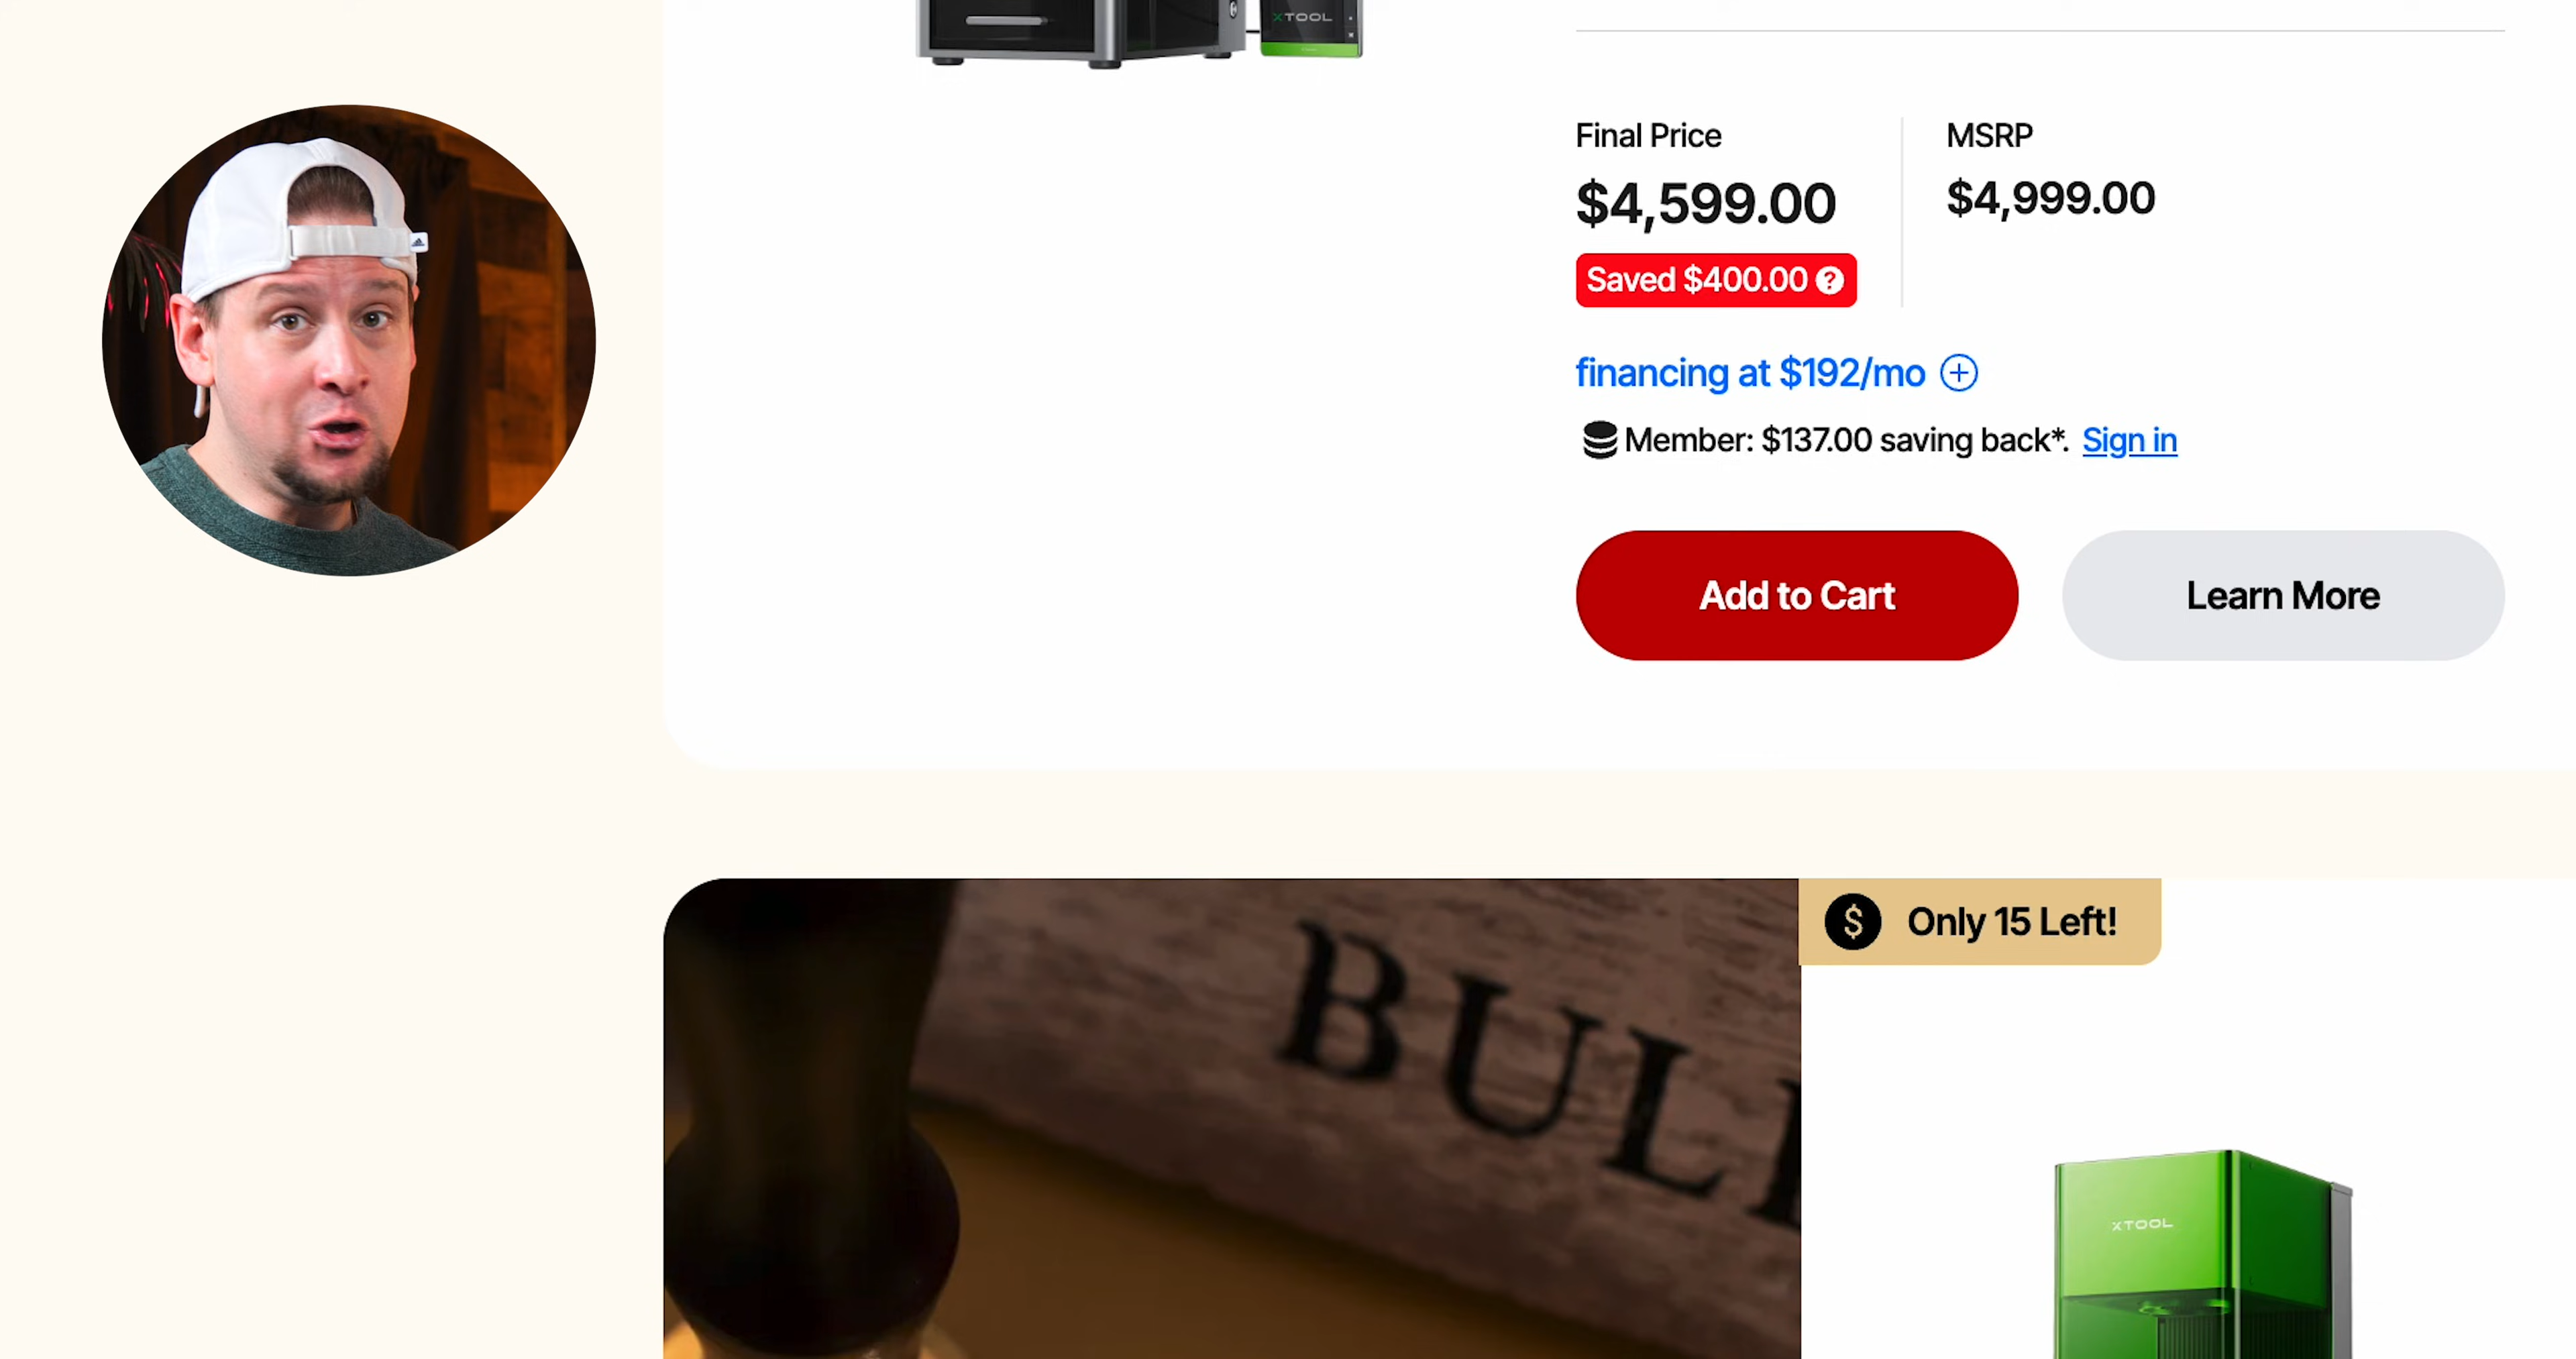 XTOOL
Final Price
$4,599.00
Saved $400.00 ?
MSRP
$4,999.00
financing at $192/mo
Member: $137.00 saving back*. Sign in
Add to Cart
Learn More
$ Only 15 Left!
BUL
XTOOL